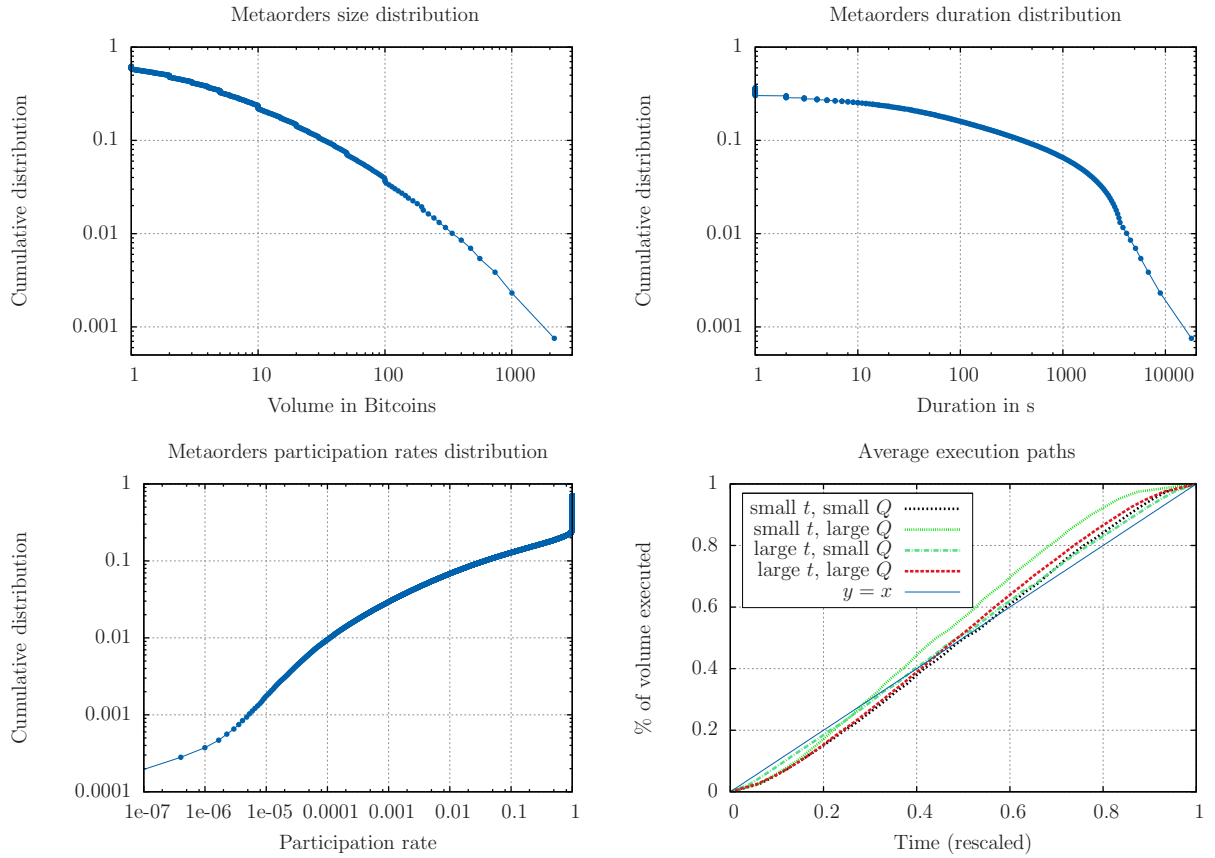 Metaorders size distribution
Cumulative distribution
1
0.1
0.01
0.001
1 10 100 1000
Volume in Bitcoins
Metaorders duration distribution
Cumulative distribution
1
0.1
0.01
0.001
1 10 100 1000 10000
Duration in s
Metaorders participation rates distribution
Cumulative distribution
1
0.1
0.01
0.001
0.0001
1e-07 1e-06 1e-05 0.0001 0.001 0.01 0.1 1
Participation rate
Average execution paths
% of volume executed
1
0.8
0.6
0.4
0.2
0
small t, small Q
small t, large Q
large t, small Q
large t, large Q
y = x
0 0.2 0.4 0.6 0.8 1
Time (rescaled)